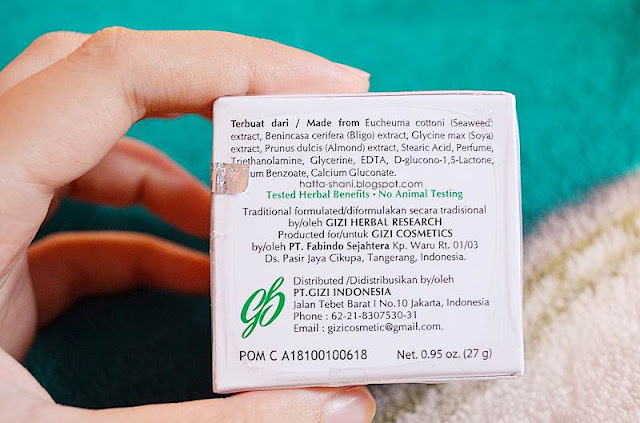 Terbuat dari / Made from Eucheuma cottoni (Seaweed)
extract, Benincasa cerifera (Bligo) extract, Glycine max (Soya)
extract, Prunus dulcis (Almond) extract, Stearic Acid, Perfume,
Triethanolamine, Glycerine, EDTA, D-glucono-1,5-Lactone,
Benzoate, Calcium Gluconate.
hatta-shani.blogspot.com
Tested Herbal Benefits • No Animal Testing
Traditional formulated/diformulakan secara tradisional
by/oleh GIZI HERBAL RESEARCH
Producted for/untuk GIZI COSMETICS
by/oleh PT. Fabindo Sejahtera Kp. Waru Rt. 01/03
Ds. Pasir Jaya Cikupa, Tangerang, Indonesia.
gb
Distributed /Didistribusikan by/oleh
PT.GIZI INDONESIA
Jalan Tebet Barat I No.10 Jakarta, Indonesia
Phone : 62-21-8307530-31
Email : gizicosmetic@gmail.com.
POM C A18100100618 Net. 0.95 oz. (27 g)